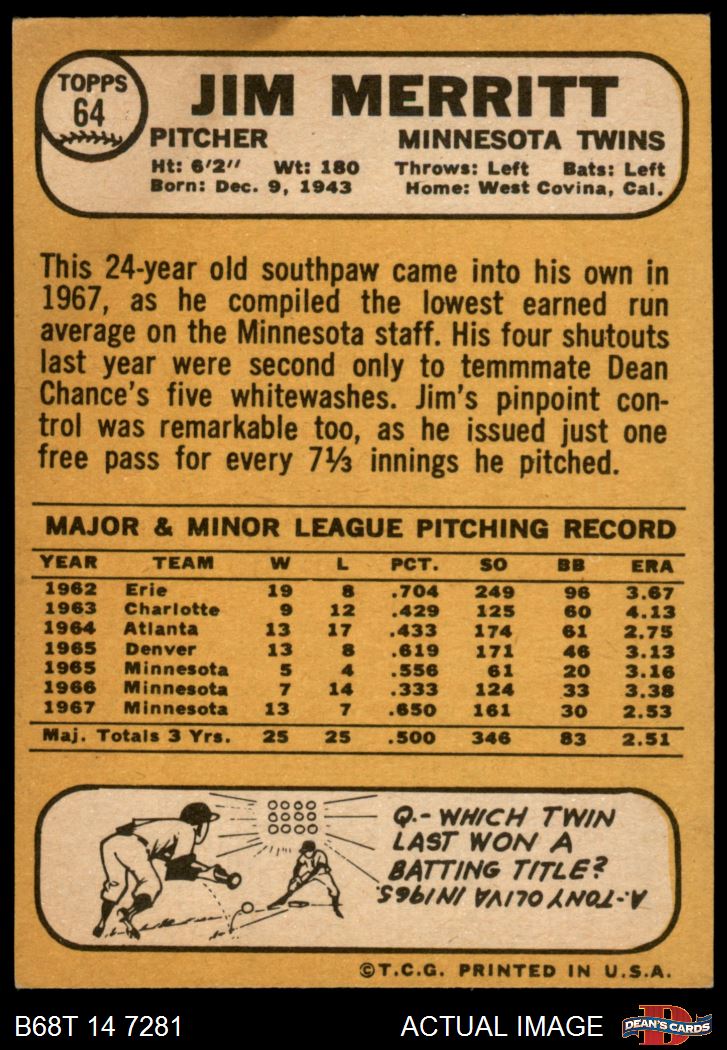 TOPPS
64
JIM MERRITT
PITCHER MINNESOTA TWINS
Ht: 6'2" Wt: 180 Throws: Left Bats: Left
Born: Dec. 9, 1943 Home: West Covina, Cal.
This 24-year old southpaw came into his own in
1967, as he compiled the lowest earned run
average on the Minnesota staff. His four shutouts
last year were second only to temmmate Dean
Chance's five whitewashes. Jim's pinpoint con-
trol was remarkable too, as he issued just one
free pass for every 7⅓ innings he pitched.
MAJOR & MINOR LEAGUE PITCHING RECORD
YEAR TEAM W L PCT. SO BB ERA
1962 Erie 19 8 .704 249 96 3.67
1963 Charlotte 9 12 .429 125 60 4.13
1964 Atlanta 13 17 .433 174 61 2.75
1965 Denver 13 8 .619 171 46 3.13
1965 Minnesota 5 4 .556 61 20 3.16
1966 Minnesota 7 14 .333 124 33 3.38
1967 Minnesota 13 7 .650 161 30 2.53
Maj. Totals 3 Yrs. 25 25 .500 346 83 2.51
Q.- WHICH TWIN
LAST WON A
BATTING TITLE?
A.-TONY OLIVA IN 1965.
©T.C.G. PRINTED IN U.S.A.
B68T 14 7281 ACTUAL IMAGE
D
DEAN'S CARDS